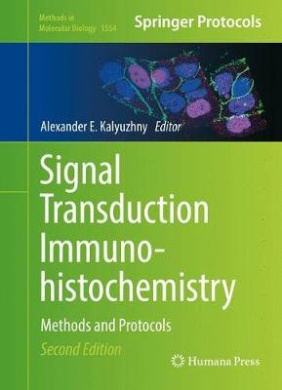 Methods in
Molecular Biology 1554
Springer Protocols
Alexander E. Kalyuzhny Editor
Signal
Transduction
Immuno-
histochemistry
Methods and Protocols
Second Edition
Humana Press